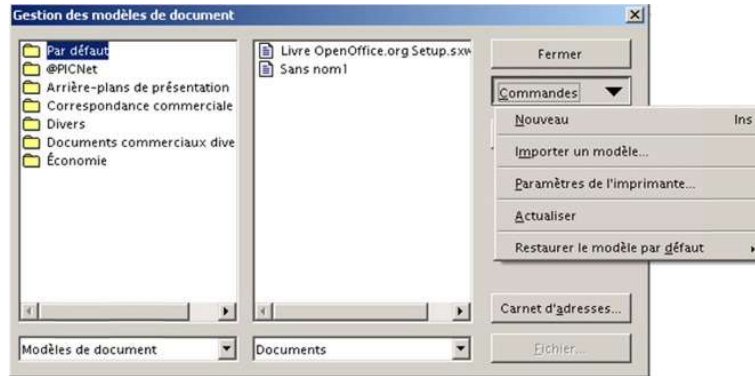 Gestion des modèles de document
Par défaut
@PICNet
Arrière-plans de présentation
Correspondance commerciale
Divers
Documents commerciaux dive
Économie
Livre OpenOffice.org Setup.sxw
Sans nom1
Fermer
Commandes
Nouveau Ins
Importer un modèle...
Paramètres de l'imprimante...
Actualiser
Restaurer le modèle par défaut
Carnet d'adresses...
Modèles de document
Documents
Fichier...